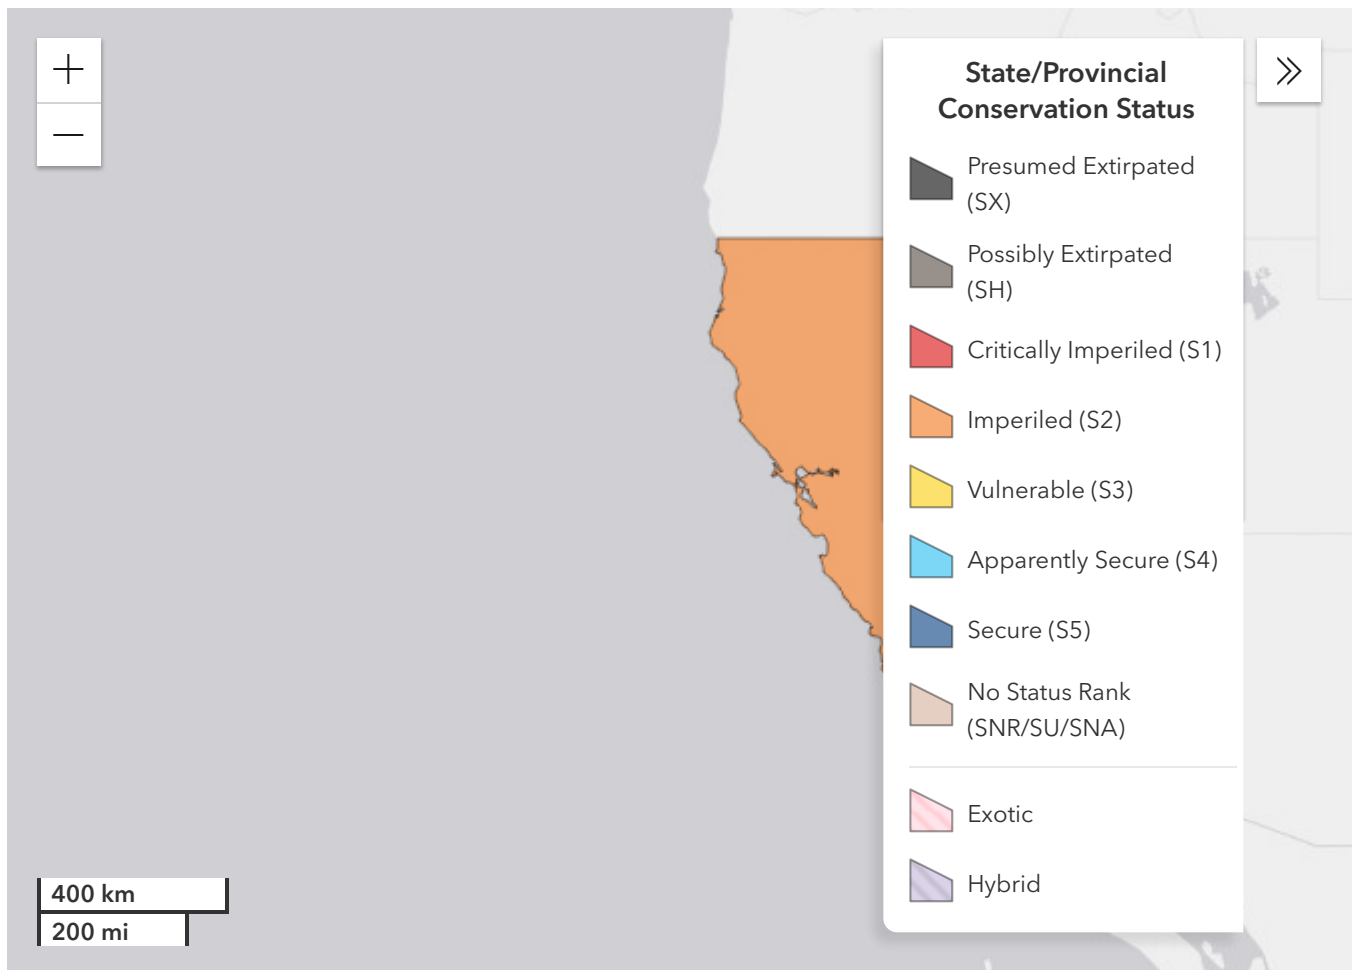 State/Provincial
Conservation Status
Presumed Extirpated
(SX)
Possibly Extirpated
(SH)
Critically Imperiled (S1)
Imperiled (S2)
Vulnerable (S3)
Apparently Secure (S4)
Secure (S5)
No Status Rank
(SNR/SU/SNA)
Exotic
Hybrid
400 km
200 mi